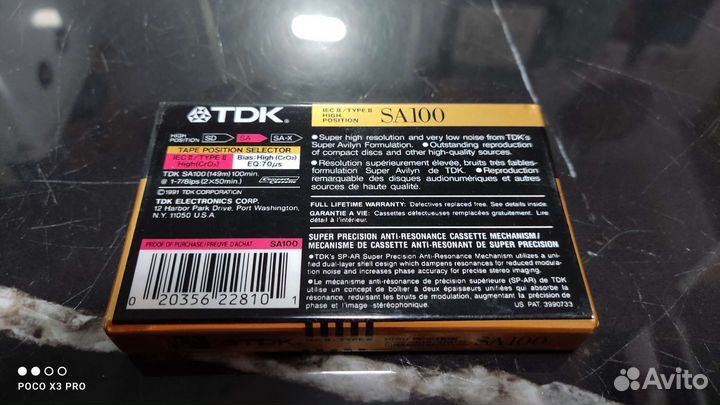 TDK
IEC II/TYPE II
HIGH
POSITION
SA100
HIGH
POSITION
SD
SA
SA-X
TAPE POSITION SELECTOR
IEC II/TYPE II
High(CrO₂)
Bias: High (CrO₂)
EQ: 70μs
TDK SA100 (149m) 100min.
@ 1-7/8ips (2×50min.)
©1991 TDK CORPORATION
TDK ELECTRONICS CORP.
12 Harbor Park Drive, Port Washington,
N.Y. 11050 U.S.A
PROOF OF PURCHASE/PREUVE D'ACHAT
SA100
0 20356 22810 1
● Super high resolution and very low noise from TDK's
Super Avilyn Formulation. ● Outstanding reproduction
of compact discs and other high-quality sources.
● Résolution supérieurement élevée, bruits très faibles-
formulation Super Avilyn de TDK. ● Reproduction
remarquable des disques audionumériques et autres
sources de haute qualité.
FULL LIFETIME WARRANTY: Defectives replaced free. See details inside.
GARANTIE A VIE: Cassettes défectueuses remplacées gratuitement. Lire
détail à l'intérieur.
SUPER PRECISION ANTI-RESONANCE CASSETTE MECHANISM/
MECANISME DE CASSETTE ANTI-RESONANT DE SUPER PRECISION
● TDK's SP-AR Super Precision Anti-Resonance Mechanism utilizes a uni-
fied dual-layer shell design which dampens resonances for reduced modula-
tion noise and increases phase accuracy for precise stereo imaging.
● Le mécanisme anti-résonance de précision supérieure (SP-AR) de TDK
utilise un concept de boîtier à deux épaisseurs unifiées qui absorbe la
résonance, reduisant les bruits de modulation, augmentant la précision de
phase et l'image stéréophonique.
US. PAT. 3990733
TDK
IEC II/TYPE II
HIGH POSITION
SA100
POCO X3 PRO
Avito